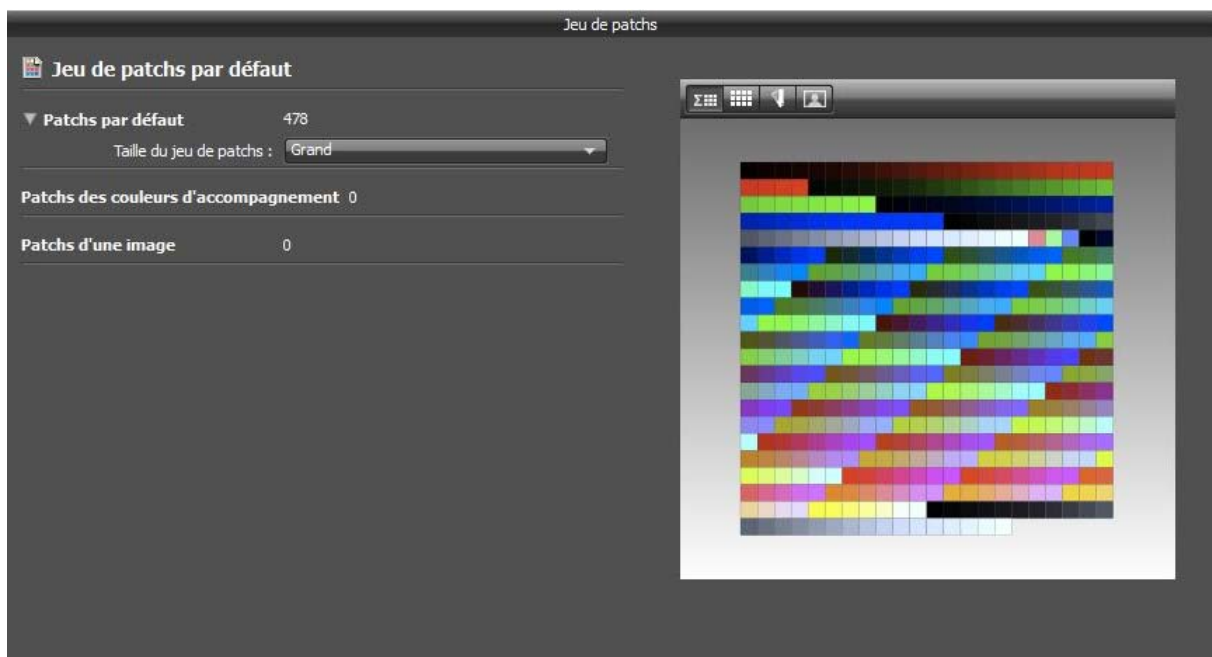 Jeu de patchs
Jeu de patchs par défaut
Patchs par défaut 478
Taille du jeu de patchs : Grand
Patchs des couleurs d'accompagnement 0
Patchs d'une image 0
Σ